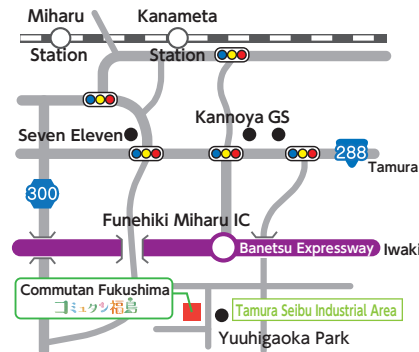 Miharu
Station
Kanameta
Station
Seven Eleven
Kannoya GS
288
Tamura
300
Funehiki Miharu IC
Banetsu Expressway
Iwaki
Commutan Fukushima
コミュタン福島
Tamura Seibu Industrial Area
Yuuhigaoka Park